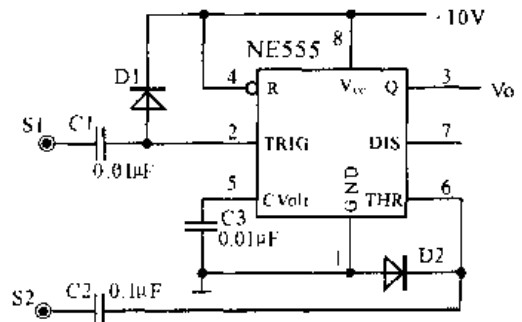 -10V
NE555
8
D1
4
R
Vcc
Q
3
Vo
S1
C1
2
TRIG
DIS
7
0.01μF
5
CVolt
GND
THR
6
C3
0.01μF
1
D2
S2
C2
0.1μF